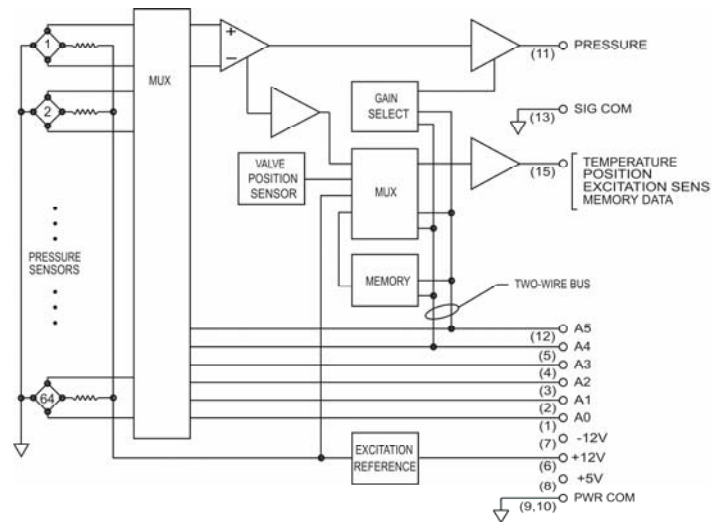 1
2
64
PRESSURE
SENSORS
MUX
+
−
GAIN
SELECT
VALVE
POSITION
SENSOR
MUX
MEMORY
TWO-WIRE BUS
EXCITATION
REFERENCE
(11) PRESSURE
(13) SIG COM
(15) TEMPERATURE
POSITION
EXCITATION SENS
MEMORY DATA
(12) A5
(5) A4
(4) A3
(3) A2
(2) A1
(1) A0
(7) -12V
(6) +12V
(8) +5V
(9,10) PWR COM